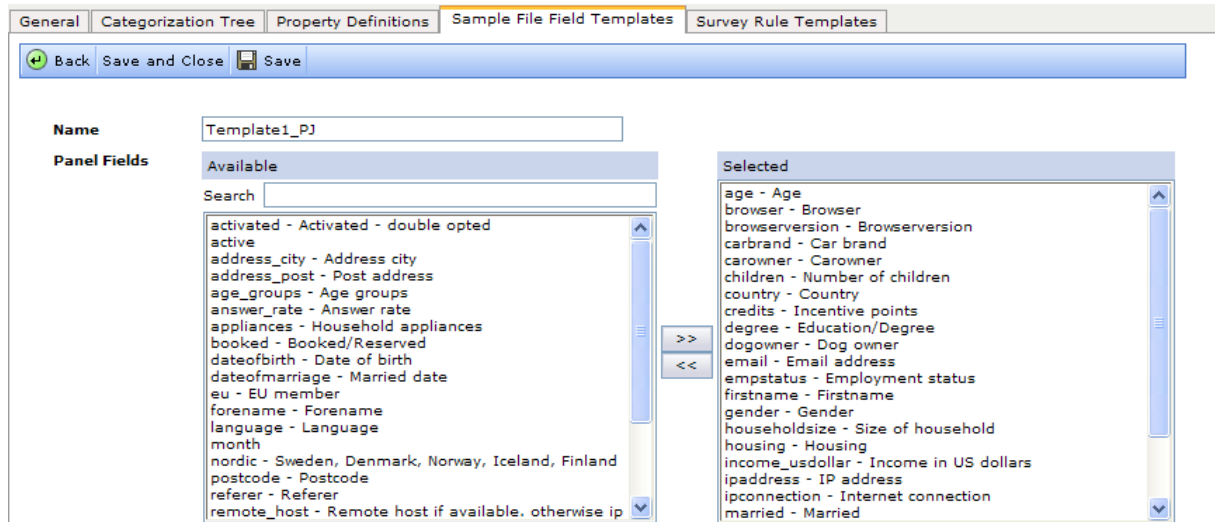 General Categorization Tree Property Definitions Sample File Field Templates Survey Rule Templates
Back Save and Close Save
Name Template1_PJ
Panel Fields Available
Search
activated - Activated - double opted
active
address_city - Address city
address_post - Post address
age_groups - Age groups
answer_rate - Answer rate
appliances - Household appliances
booked - Booked/Reserved
dateofbirth - Date of birth
dateofmarriage - Married date
eu - EU member
forename - Forename
language - Language
month
nordic - Sweden, Denmark, Norway, Iceland, Finland
postcode - Postcode
referer - Referer
remote_host - Remote host if available. otherwise ip
>>
<<
Selected
age - Age
browser - Browser
browserversion - Browserversion
carbrand - Car brand
carowner - Carowner
children - Number of children
country - Country
credits - Incentive points
degree - Education/Degree
dogowner - Dog owner
email - Email address
empstatus - Employment status
firstname - Firstname
gender - Gender
householdsize - Size of household
housing - Housing
income_usdollar - Income in US dollars
ipaddress - IP address
ipconnection - Internet connection
married - Married